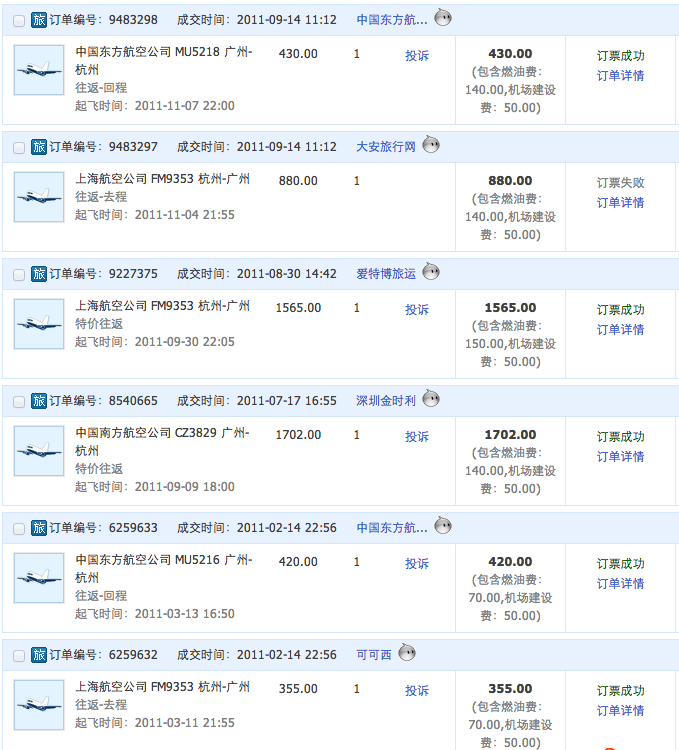 旅 订单编号：9483298 成交时间：2011-09-14 11:12 中国东方航...
中国东方航空公司 MU5218 广州- 430.00 1 投诉 430.00 订票成功
杭州 (包含燃油费： 订单详情
往返-回程 140.00,机场建设
起飞时间：2011-11-07 22:00 费：50.00)
旅 订单编号：9483297 成交时间：2011-09-14 11:12 大安旅行网
上海航空公司 FM9353 杭州-广州 880.00 1 880.00 订票失败
往返-去程 (包含燃油费： 订单详情
起飞时间：2011-11-04 21:55 140.00,机场建设
费：50.00)
旅 订单编号：9227375 成交时间：2011-08-30 14:42 爱特博旅运
上海航空公司 FM9353 杭州-广州 1565.00 1 投诉 1565.00 订票成功
特价往返 (包含燃油费： 订单详情
起飞时间：2011-09-30 22:05 150.00,机场建设
费：50.00)
旅 订单编号：8540665 成交时间：2011-07-17 16:55 深圳金时利
中国南方航空公司 CZ3829 广州- 1702.00 1 投诉 1702.00 订票成功
杭州 (包含燃油费： 订单详情
特价往返 140.00,机场建设
起飞时间：2011-09-09 18:00 费：50.00)
旅 订单编号：6259633 成交时间：2011-02-14 22:56 中国东方航...
中国东方航空公司 MU5216 广州- 420.00 1 投诉 420.00 订票成功
杭州 (包含燃油费： 订单详情
往返-回程 70.00,机场建设
起飞时间：2011-03-13 16:50 费：50.00)
旅 订单编号：6259632 成交时间：2011-02-14 22:56 可可西
上海航空公司 FM9353 杭州-广州 355.00 1 投诉 355.00 订票成功
往返-去程 (包含燃油费： 订单详情
起飞时间：2011-03-11 21:55 70.00,机场建设
费：50.00)